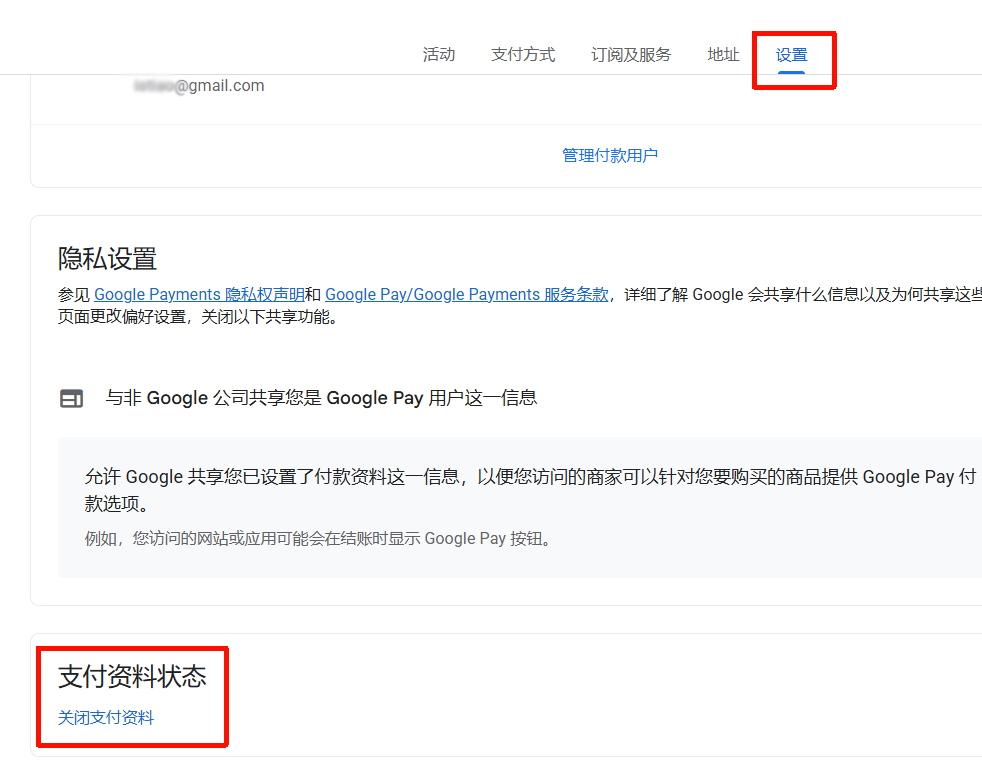 活动 支付方式 订阅及服务 地址 设置
@gmail.com
管理付款用户
隐私设置
参见 Google Payments 隐私权声明和 Google Pay/Google Payments 服务条款，详细了解 Google 会共享什么信息以及为何共享这些
页面更改偏好设置，关闭以下共享功能。
与非 Google 公司共享您是 Google Pay 用户这一信息
允许 Google 共享您已设置了付款资料这一信息，以便您访问的商家可以针对您要购买的商品提供 Google Pay 付
款选项。
例如，您访问的网站或应用可能会在结账时显示 Google Pay 按钮。
支付资料状态
关闭支付资料